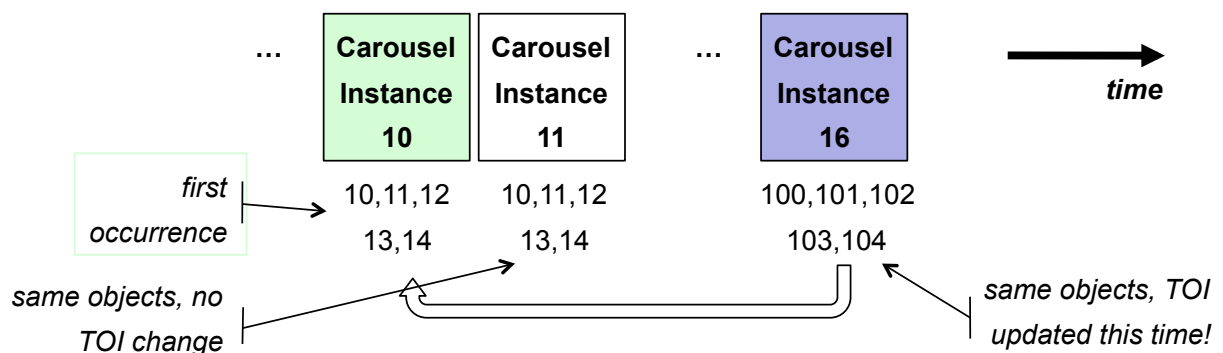 ...
Carousel
Instance
10
Carousel
Instance
11
...
Carousel
Instance
16
time
first
occurrence
10,11,12
13,14
10,11,12
13,14
100,101,102
103,104
same objects, no
TOI change
same objects, TOI
updated this time!